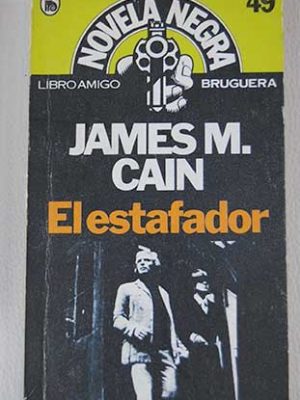 49
NOVELA NEGRA
LIBRO AMIGO BRUGUERA
JAMES M.
CAIN
El estafador